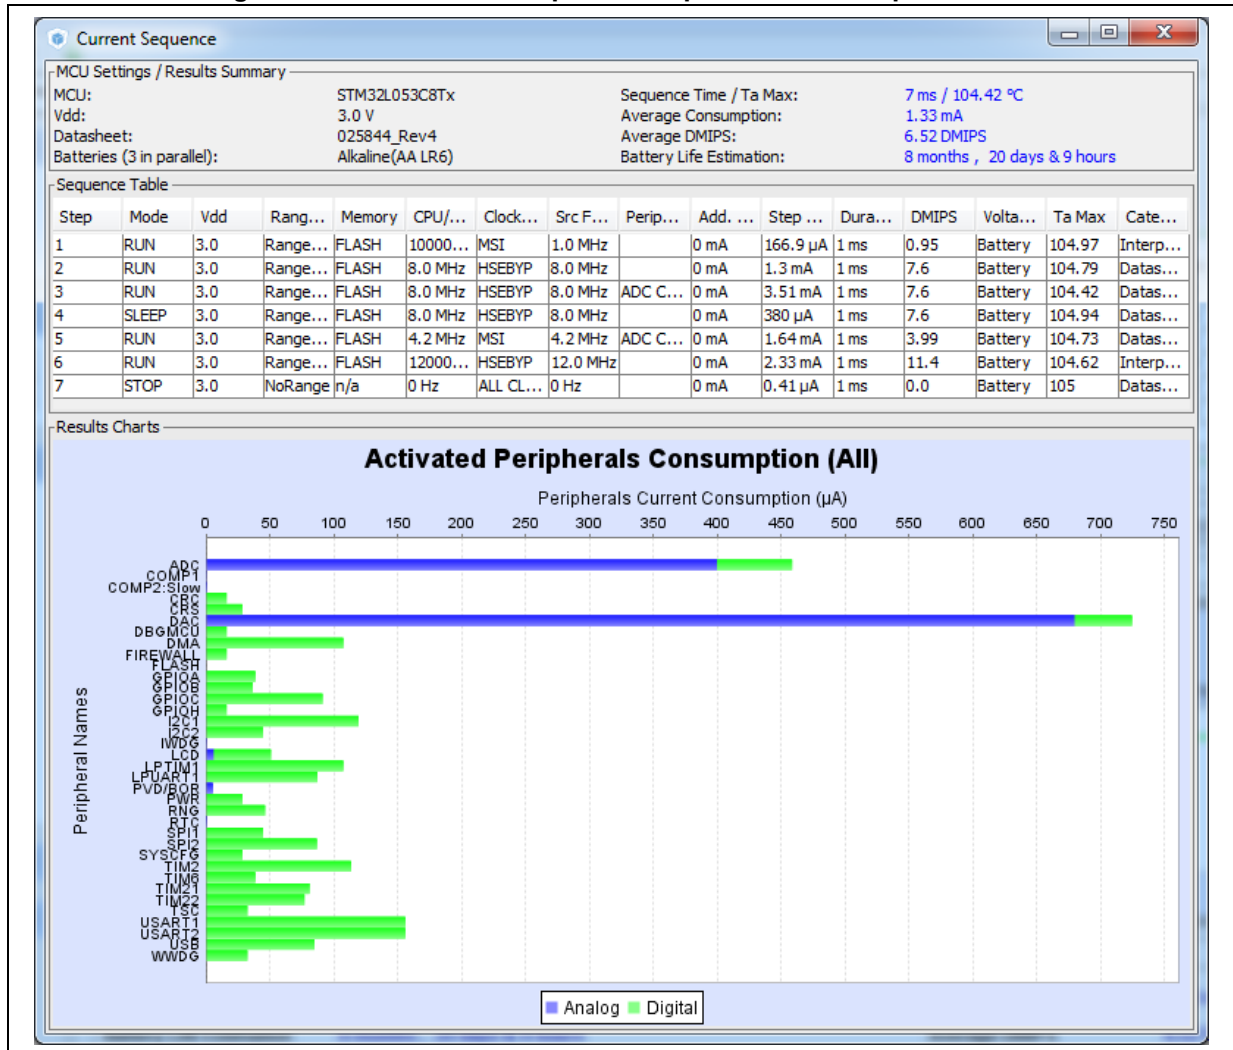 Current Sequence
MCU Settings / Results Summary
MCU: STM32L053C8Tx Sequence Time / Ta Max: 7 ms / 104.42 °C
Vdd: 3.0 V Average Consumption: 1.33 mA
Datasheet: 025844_Rev4 Average DMIPS: 6.52 DMIPS
Batteries (3 in parallel): Alkaline(AA LR6) Battery Life Estimation: 8 months , 20 days & 9 hours
Sequence Table
Step Mode Vdd Rang... Memory CPU/... Clock... Src F... Perip... Add. ... Step ... Dura... DMIPS Volta... Ta Max Cate...
1 RUN 3.0 Range... FLASH 10000... MSI 1.0 MHz 0 mA 166.9 µA 1 ms 0.95 Battery 104.97 Interp...
2 RUN 3.0 Range... FLASH 8.0 MHz HSEBYP 8.0 MHz 0 mA 1.3 mA 1 ms 7.6 Battery 104.79 Datas...
3 RUN 3.0 Range... FLASH 8.0 MHz HSEBYP 8.0 MHz ADC C... 0 mA 3.51 mA 1 ms 7.6 Battery 104.42 Datas...
4 SLEEP 3.0 Range... FLASH 8.0 MHz HSEBYP 8.0 MHz 0 mA 380 µA 1 ms 7.6 Battery 104.94 Datas...
5 RUN 3.0 Range... FLASH 4.2 MHz MSI 4.2 MHz ADC C... 0 mA 1.64 mA 1 ms 3.99 Battery 104.73 Datas...
6 RUN 3.0 Range... FLASH 12000... HSEBYP 12.0 MHz 0 mA 2.33 mA 1 ms 11.4 Battery 104.62 Interp...
7 STOP 3.0 NoRange n/a 0 Hz ALL CL... 0 Hz 0 mA 0.41 µA 1 ms 0.0 Battery 105 Datas...
Results Charts
Activated Peripherals Consumption (All)
Peripherals Current Consumption (µA)
0 50 100 150 200 250 300 350 400 450 500 550 600 650 700 750
Peripheral Names
ADC
COMP1
COMP2:Slow
CRC
CRS
DAC
DBGMCU
DMA
FIREWALL
FLASH
GPIOA
GPIOB
GPIOC
GPIOH
I2C1
I2C2
IWDG
LCD
LPTIM1
LPUART1
PVD/BOR
PWR
RNG
RTC
SPI1
SPI2
SYSCFG
TIM2
TIM6
TIM21
TIM22
TSC
USART1
USART2
USB
WWDG
Analog Digital